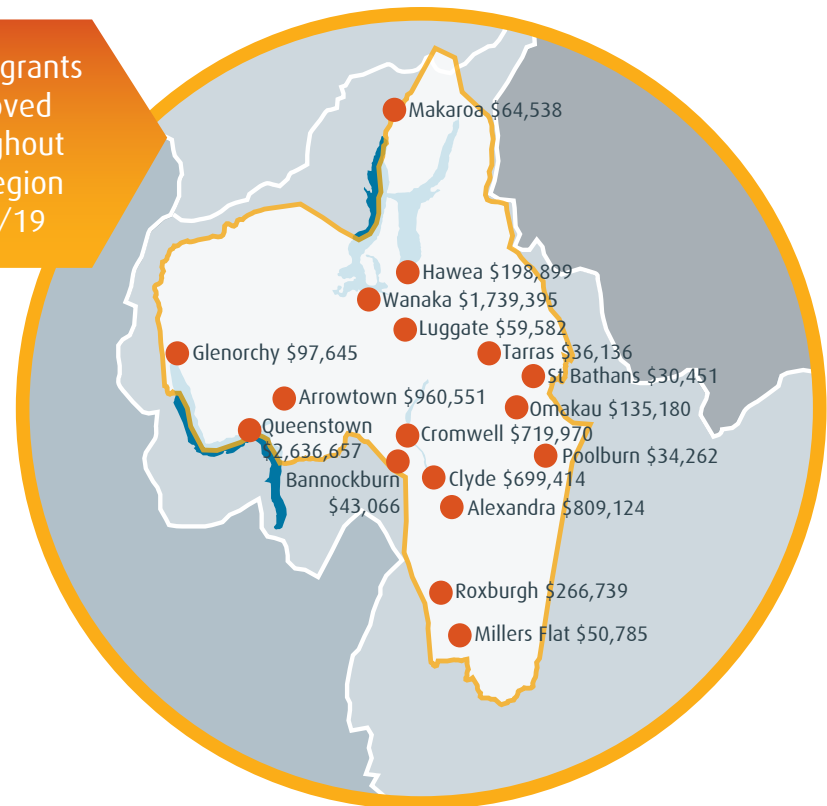 grants
Makaroa $64,538
/19
Hawea $198,899
Wanaka $1,739,395
Luggate $59,582
Glenorchy $97,645
Tarras $36,136
St Bathans $30,451
Arrowtown $960,551
Omakau $135,180
Queenstown
$2,636,657
Cromwell $719,970
Poolburn $34,262
Bannockburn
$43,066
Clyde $699,414
Alexandra $809,124
Roxburgh $266,739
Millers Flat $50,785